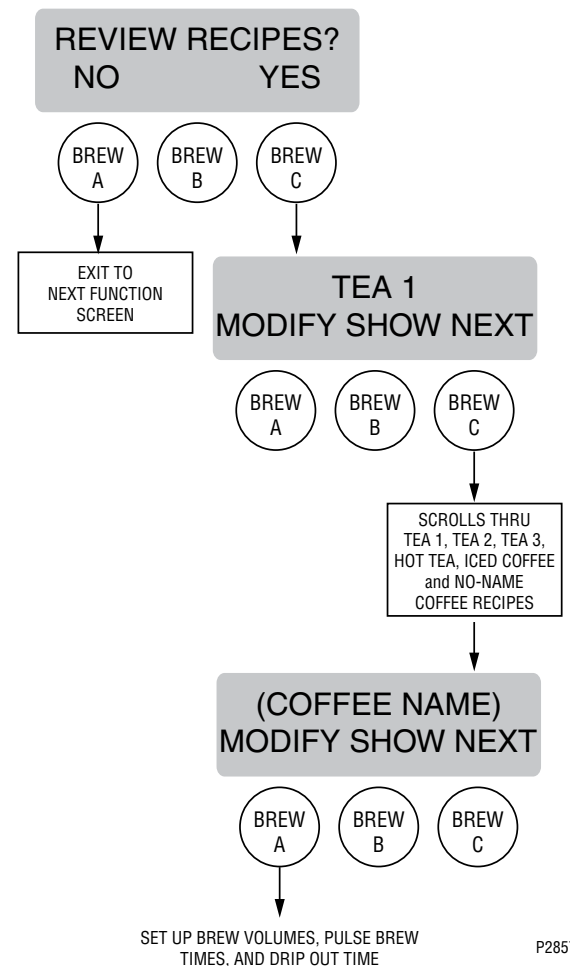 REVIEW RECIPES?
NO YES
BREW
A
BREW
B
BREW
C
EXIT TO
NEXT FUNCTION
SCREEN
TEA 1
MODIFY SHOW NEXT
BREW
A
BREW
B
BREW
C
SCROLLS THRU
TEA 1, TEA 2, TEA 3,
HOT TEA, ICED COFFEE
and NO-NAME
COFFEE RECIPES
(COFFEE NAME)
MODIFY SHOW NEXT
BREW
A
BREW
B
BREW
C
SET UP BREW VOLUMES, PULSE BREW
TIMES, AND DRIP OUT TIME